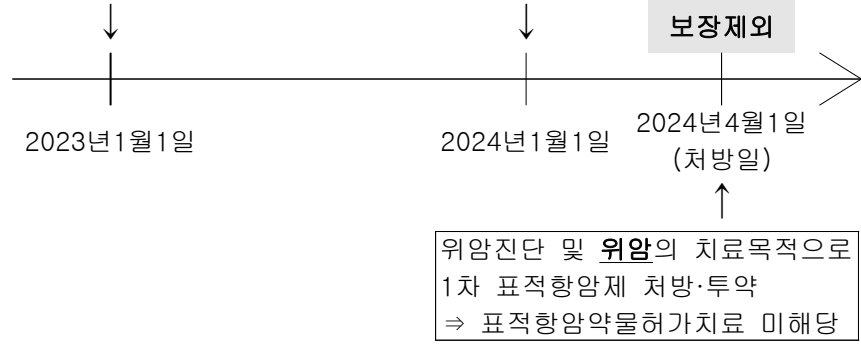 보장제외
2023년1월1일
2024년1월1일
2024년4월1일
(처방일)
위암진단 및 위암의 치료목적으로
1차 표적항암제 처방·투약
⇒ 표적항암약물허가치료 미해당